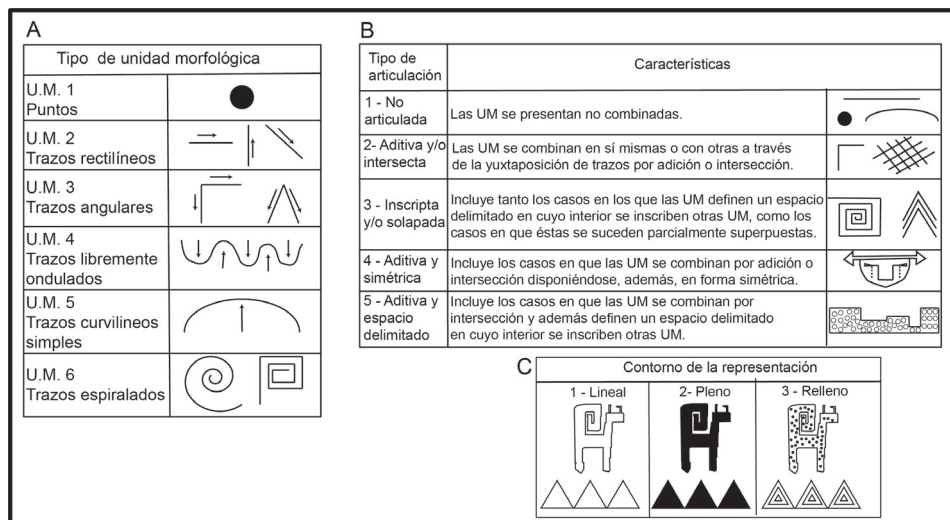 A
Tipo de unidad morfológica
U.M. 1
Puntos
U.M. 2
Trazos rectilíneos
U.M. 3
Trazos angulares
U.M. 4
Trazos libremente
ondulados
U.M. 5
Trazos curvilineos
simples
U.M. 6
Trazos espiralados
B
Tipo de
articulación
Características
1 - No
articulada
Las UM se presentan no combinadas.
2- Aditiva y/o
intersecta
Las UM se combinan en sí mismas o con otras a través
de la yuxtaposición de trazos por adición o intersección.
3 - Inscripta
y/o solapada
Incluye tanto los casos en los que las UM definen un espacio
delimitado en cuyo interior se inscriben otras UM, como los
casos en que éstas se suceden parcialmente superpuestas.
4 - Aditiva y
simétrica
Incluye los casos en que las UM se combinan por adición o
intersección disponiéndose, además, en forma simétrica.
5 - Aditiva y
espacio
delimitado
Incluye los casos en que las UM se combinan por
intersección y además definen un espacio delimitado
en cuyo interior se inscriben otras UM.
C
Contorno de la representación
1 - Lineal
2- Pleno
3 - Relleno